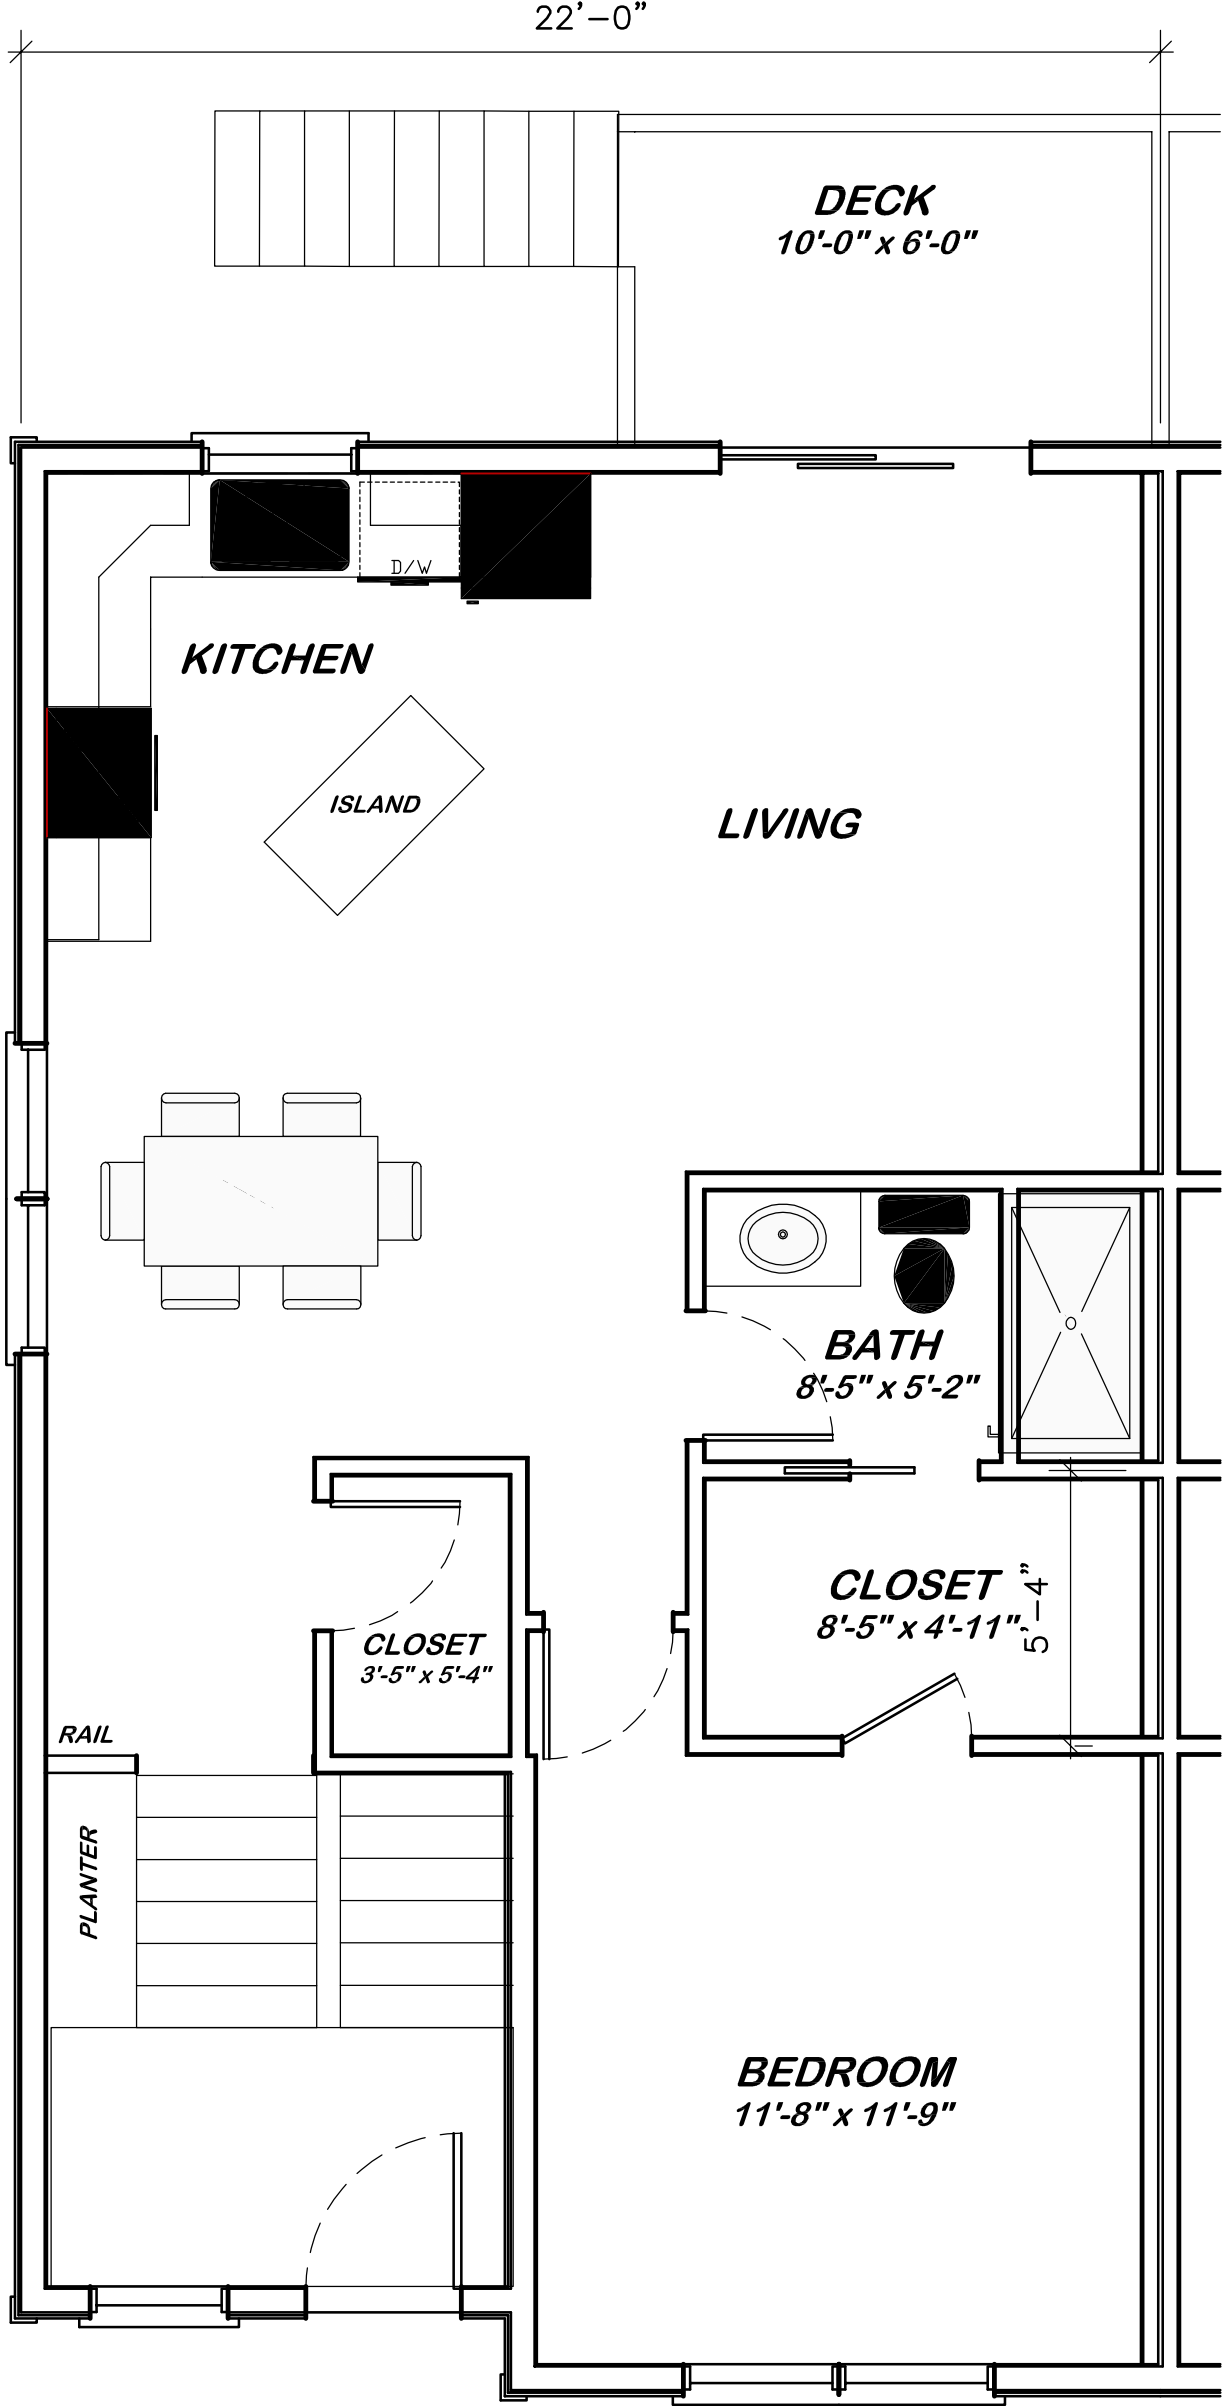 22'-0"
DECK
10'-0" x 6'-0"
D/W
KITCHEN
ISLAND
LIVING
BATH
8'-5" x 5'-2"
CLOSET
8'-5" x 4'-11"
5'-4"
CLOSET
3'-5" x 5'-4"
RAIL
PLANTER
BEDROOM
11'-8" x 11'-9"